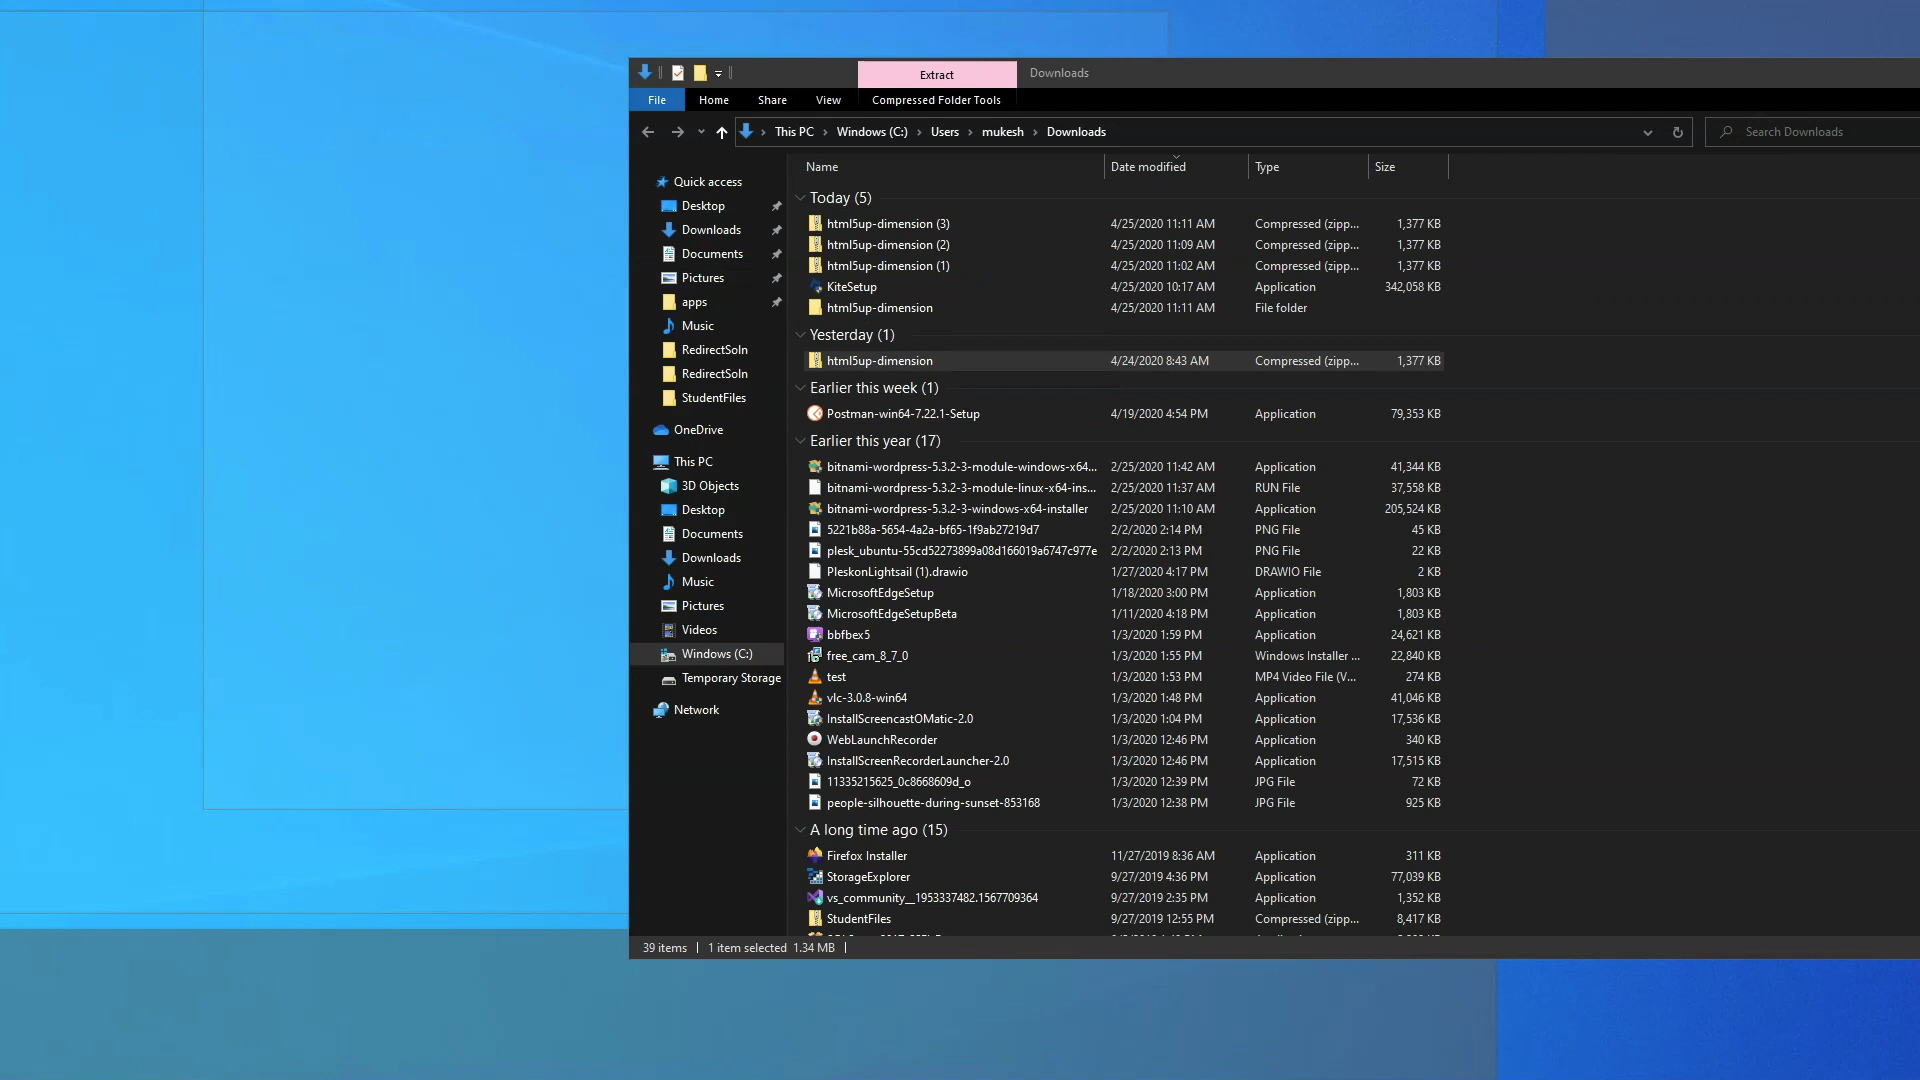 Extract
Downloads
File
Home
Share
View
Compressed Folder Tools
This PC
Windows (C:)
Users
mukesh
Downloads
Search Downloads
Name
Date modified
Type
Size
Quick access
Desktop
Downloads
Documents
Pictures
apps
Music
RedirectSoln
RedirectSoln
StudentFiles
OneDrive
This PC
3D Objects
Desktop
Documents
Downloads
Music
Pictures
Videos
Windows (C:)
Temporary Storage
Network
Today (5)
html5up-dimension (3) 4/25/2020 11:11 AM Compressed (zipp... 1,377 KB
html5up-dimension (2) 4/25/2020 11:09 AM Compressed (zipp... 1,377 KB
html5up-dimension (1) 4/25/2020 11:02 AM Compressed (zipp... 1,377 KB
KiteSetup 4/25/2020 10:17 AM Application 342,058 KB
html5up-dimension 4/25/2020 11:11 AM File folder
Yesterday (1)
html5up-dimension 4/24/2020 8:43 AM Compressed (zipp... 1,377 KB
Earlier this week (1)
Postman-win64-7.22.1-Setup 4/19/2020 4:54 PM Application 79,353 KB
Earlier this year (17)
bitnami-wordpress-5.3.2-3-module-windows-x64... 2/25/2020 11:42 AM Application 41,344 KB
bitnami-wordpress-5.3.2-3-module-linux-x64-ins... 2/25/2020 11:37 AM RUN File 37,558 KB
bitnami-wordpress-5.3.2-3-windows-x64-installer 2/25/2020 11:10 AM Application 205,524 KB
5221b88a-5654-4a2a-bf65-1f9ab27219d7 2/2/2020 2:14 PM PNG File 45 KB
plesk_ubuntu-55cd52273899a08d166019a6747c977e 2/2/2020 2:13 PM PNG File 22 KB
PleskonLightsail (1).drawio 1/27/2020 4:17 PM DRAWIO File 2 KB
MicrosoftEdgeSetup 1/18/2020 3:00 PM Application 1,803 KB
MicrosoftEdgeSetupBeta 1/11/2020 4:18 PM Application 1,803 KB
bbfbex5 1/3/2020 1:59 PM Application 24,621 KB
free_cam_8_7_0 1/3/2020 1:55 PM Windows Installer ... 22,840 KB
test 1/3/2020 1:53 PM MP4 Video File (V... 274 KB
vlc-3.0.8-win64 1/3/2020 1:48 PM Application 41,046 KB
InstallScreencastOMatic-2.0 1/3/2020 1:04 PM Application 17,536 KB
WebLaunchRecorder 1/3/2020 12:46 PM Application 340 KB
InstallScreenRecorderLauncher-2.0 1/3/2020 12:46 PM Application 17,515 KB
11335215625_0c8668609d_o 1/3/2020 12:39 PM JPG File 72 KB
people-silhouette-during-sunset-853168 1/3/2020 12:38 PM JPG File 925 KB
A long time ago (15)
Firefox Installer 11/27/2019 8:36 AM Application 311 KB
StorageExplorer 9/27/2019 4:36 PM Application 77,039 KB
vs_community__1953337482.1567709364 9/27/2019 2:35 PM Application 1,352 KB
StudentFiles 9/27/2019 12:55 PM Compressed (zipp... 8,417 KB
39 items
1 item selected 1.34 MB